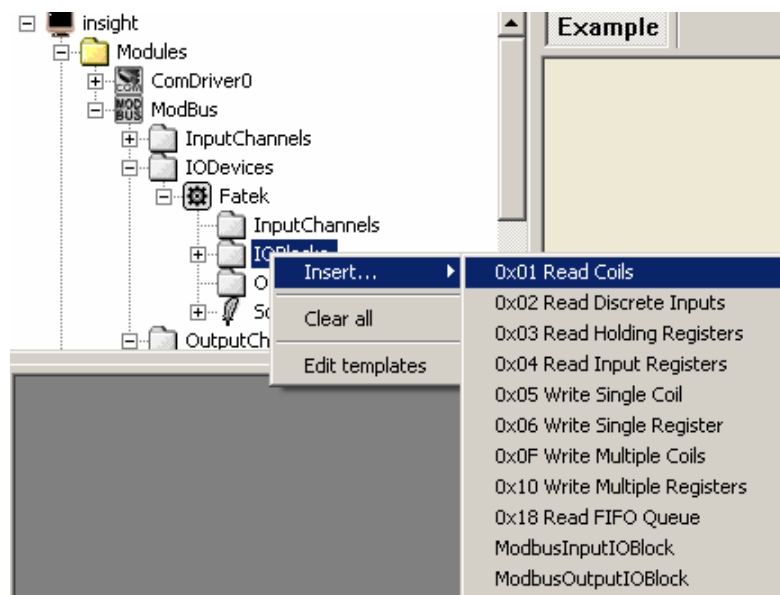 insight
Example
Modules
ComDriver0
MODBUS
ModBus
InputChannels
IODevices
Fatek
InputChannels
IOBlocks
Insert...
0x01 Read Coils
0x02 Read Discrete Inputs
Clear all
0x03 Read Holding Registers
OutputCh
Edit templates
0x04 Read Input Registers
0x05 Write Single Coil
0x06 Write Single Register
0x0F Write Multiple Coils
0x10 Write Multiple Registers
0x18 Read FIFO Queue
ModbusInputIOBlock
ModbusOutputIOBlock